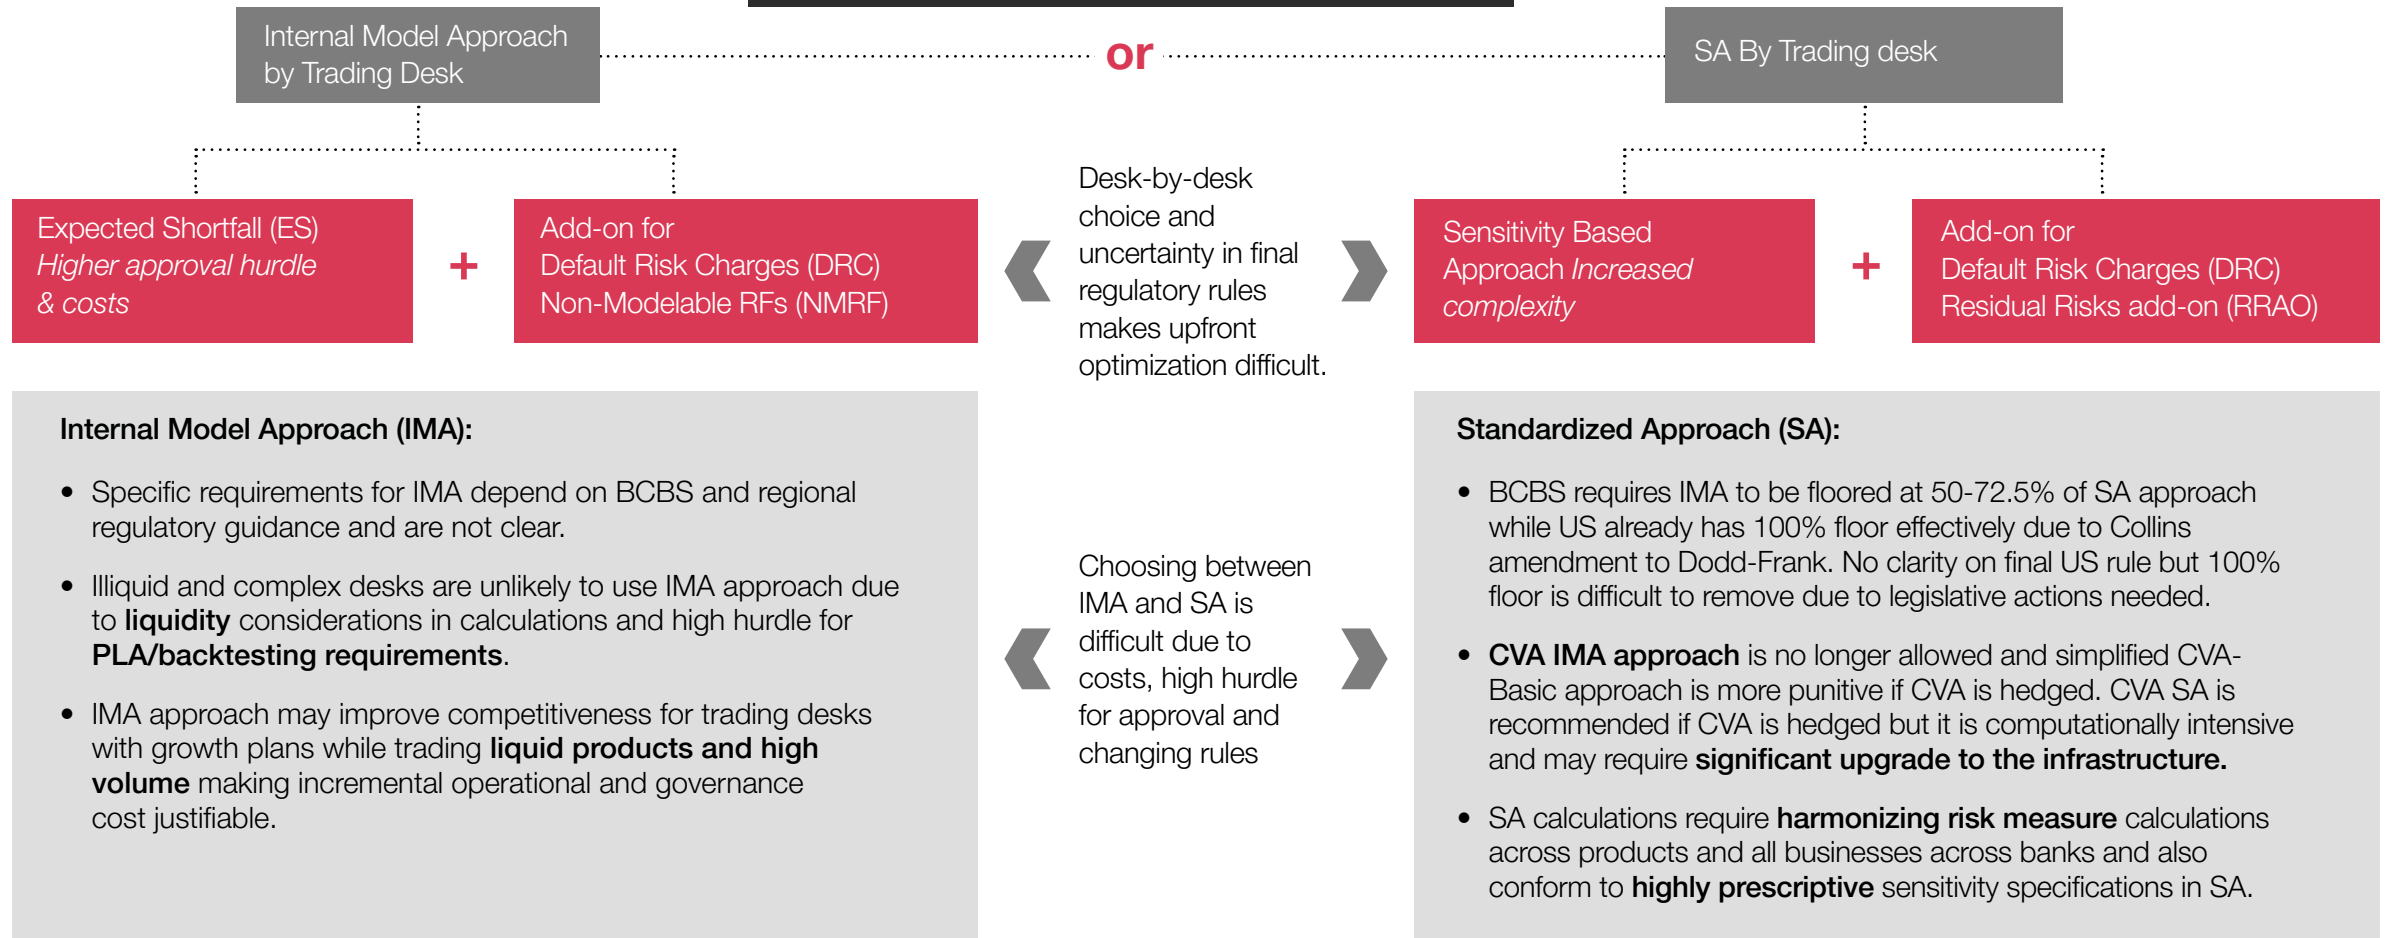 Internal Model Approach
by Trading Desk
or
SA By Trading desk
Expected Shortfall (ES)
Higher approval hurdle
& costs
+
Add-on for
Default Risk Charges (DRC)
Non-Modelable RFs (NMRF)
Desk-by-desk
choice and
uncertainty in final
regulatory rules
makes upfront
optimization difficult.
Sensitivity Based
Approach Increased
complexity
+
Add-on for
Default Risk Charges (DRC)
Residual Risks add-on (RRAO)
Internal Model Approach (IMA):
• Specific requirements for IMA depend on BCBS and regional
regulatory guidance and are not clear.
• Illiquid and complex desks are unlikely to use IMA approach due
to liquidity considerations in calculations and high hurdle for
PLA/backtesting requirements.
• IMA approach may improve competitiveness for trading desks
with growth plans while trading liquid products and high
volume making incremental operational and governance
cost justifiable.
Choosing between
IMA and SA is
difficult due to
costs, high hurdle
for approval and
changing rules
Standardized Approach (SA):
• BCBS requires IMA to be floored at 50-72.5% of SA approach
while US already has 100% floor effectively due to Collins
amendment to Dodd-Frank. No clarity on final US rule but 100%
floor is difficult to remove due to legislative actions needed.
• CVA IMA approach is no longer allowed and simplified CVA-
Basic approach is more punitive if CVA is hedged. CVA SA is
recommended if CVA is hedged but it is computationally intensive
and may require significant upgrade to the infrastructure.
• SA calculations require harmonizing risk measure calculations
across products and all businesses across banks and also
conform to highly prescriptive sensitivity specifications in SA.